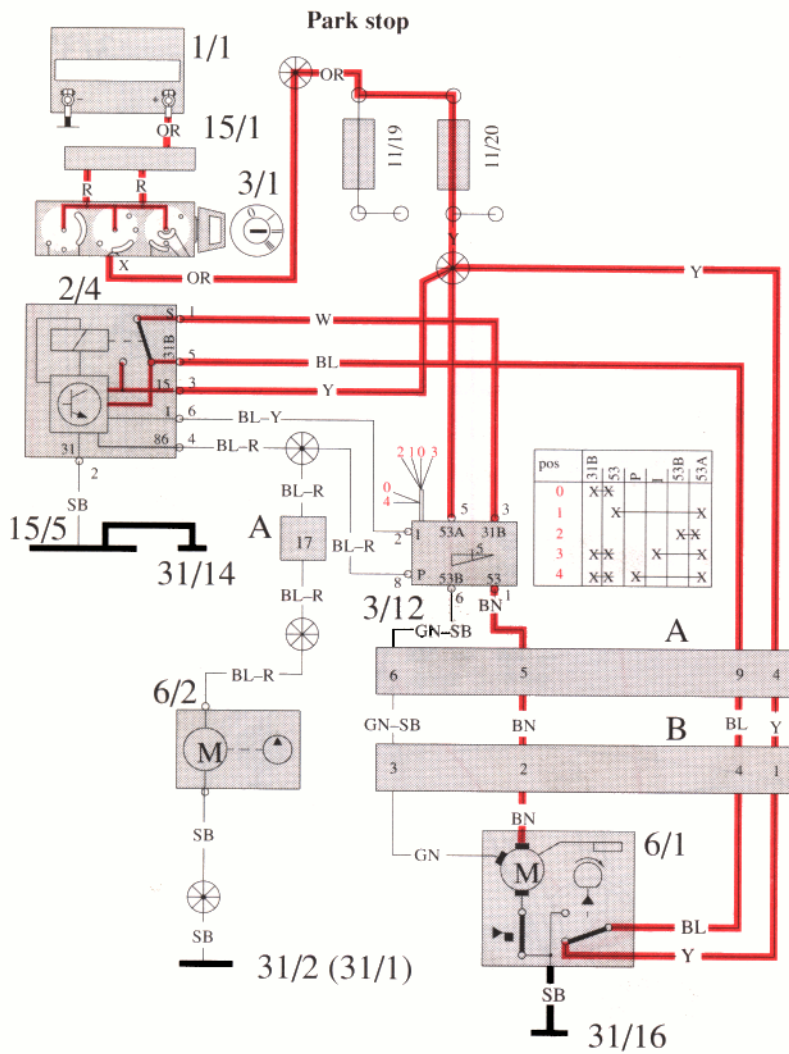 Park stop
1/1
- +
OR
15/1
R R
3/1
0
I
X
OR
OR
11/19
11/20
Y
Y
2/4
S 1
W
31B 5
BL
15 3
Y
I 6
BL–Y
86 4
BL–R
31
2
SB
15/5
31/14
BL–R
A
17
BL–R
BL–R
2 1 0 3
0
4
5 3
2 I 53A 31B
5
8 P 53B 53
6 1
3/12
BN
GN–SB
pos 31B 53 P I 53B 53A
0 X X
1 X X
2 X X
3 X X X X
4 X X X X
A
6 5 9 4
GN–SB BN BL Y
B
3 2 4 1
BL–R
6/2
M
SB
SB
31/2 (31/1)
BN
GN
6/1
M
BL
Y
SB
31/16